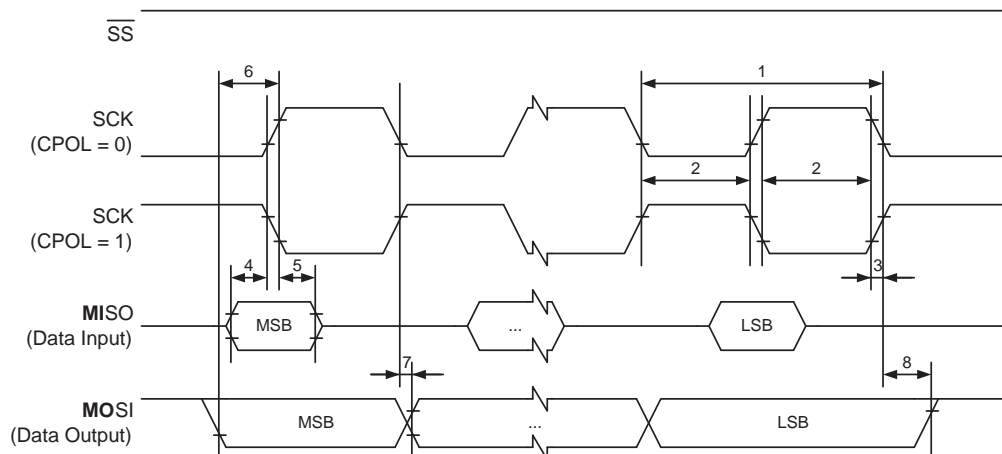 SS
6
1
SCK
(CPOL = 0)
2
2
SCK
(CPOL = 1)
4
5
3
MISO
(Data Input)
MSB
...
LSB
7
8
MOSI
(Data Output)
MSB
...
LSB